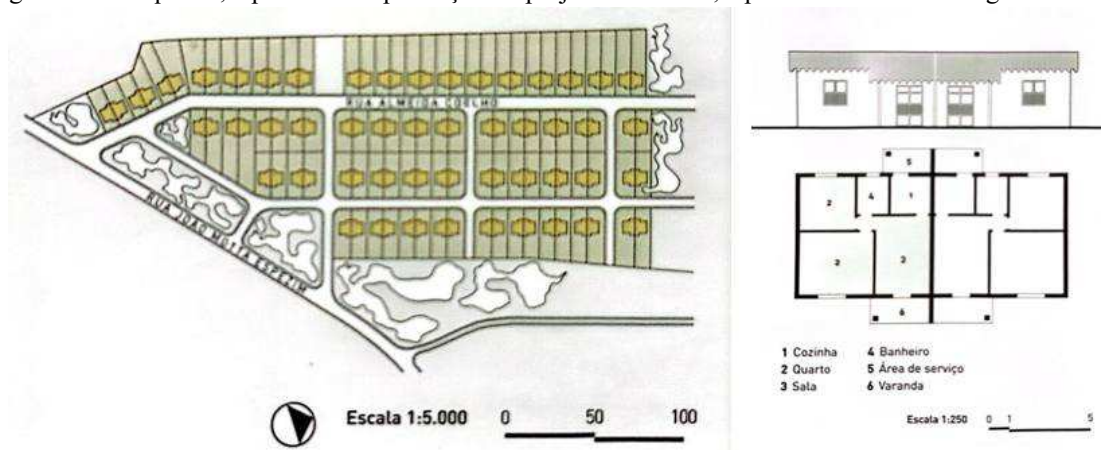 RUA ALMEIDA COELHO
RUA JOÃO MOTTA ESPEZIM
Escala 1:5.000
0 50 100
5
2 4 1
2 3
6
1 Cozinha 4 Banheiro
2 Quarto 5 Área de serviço
3 Sala 6 Varanda
Escala 1:250 0 1 5